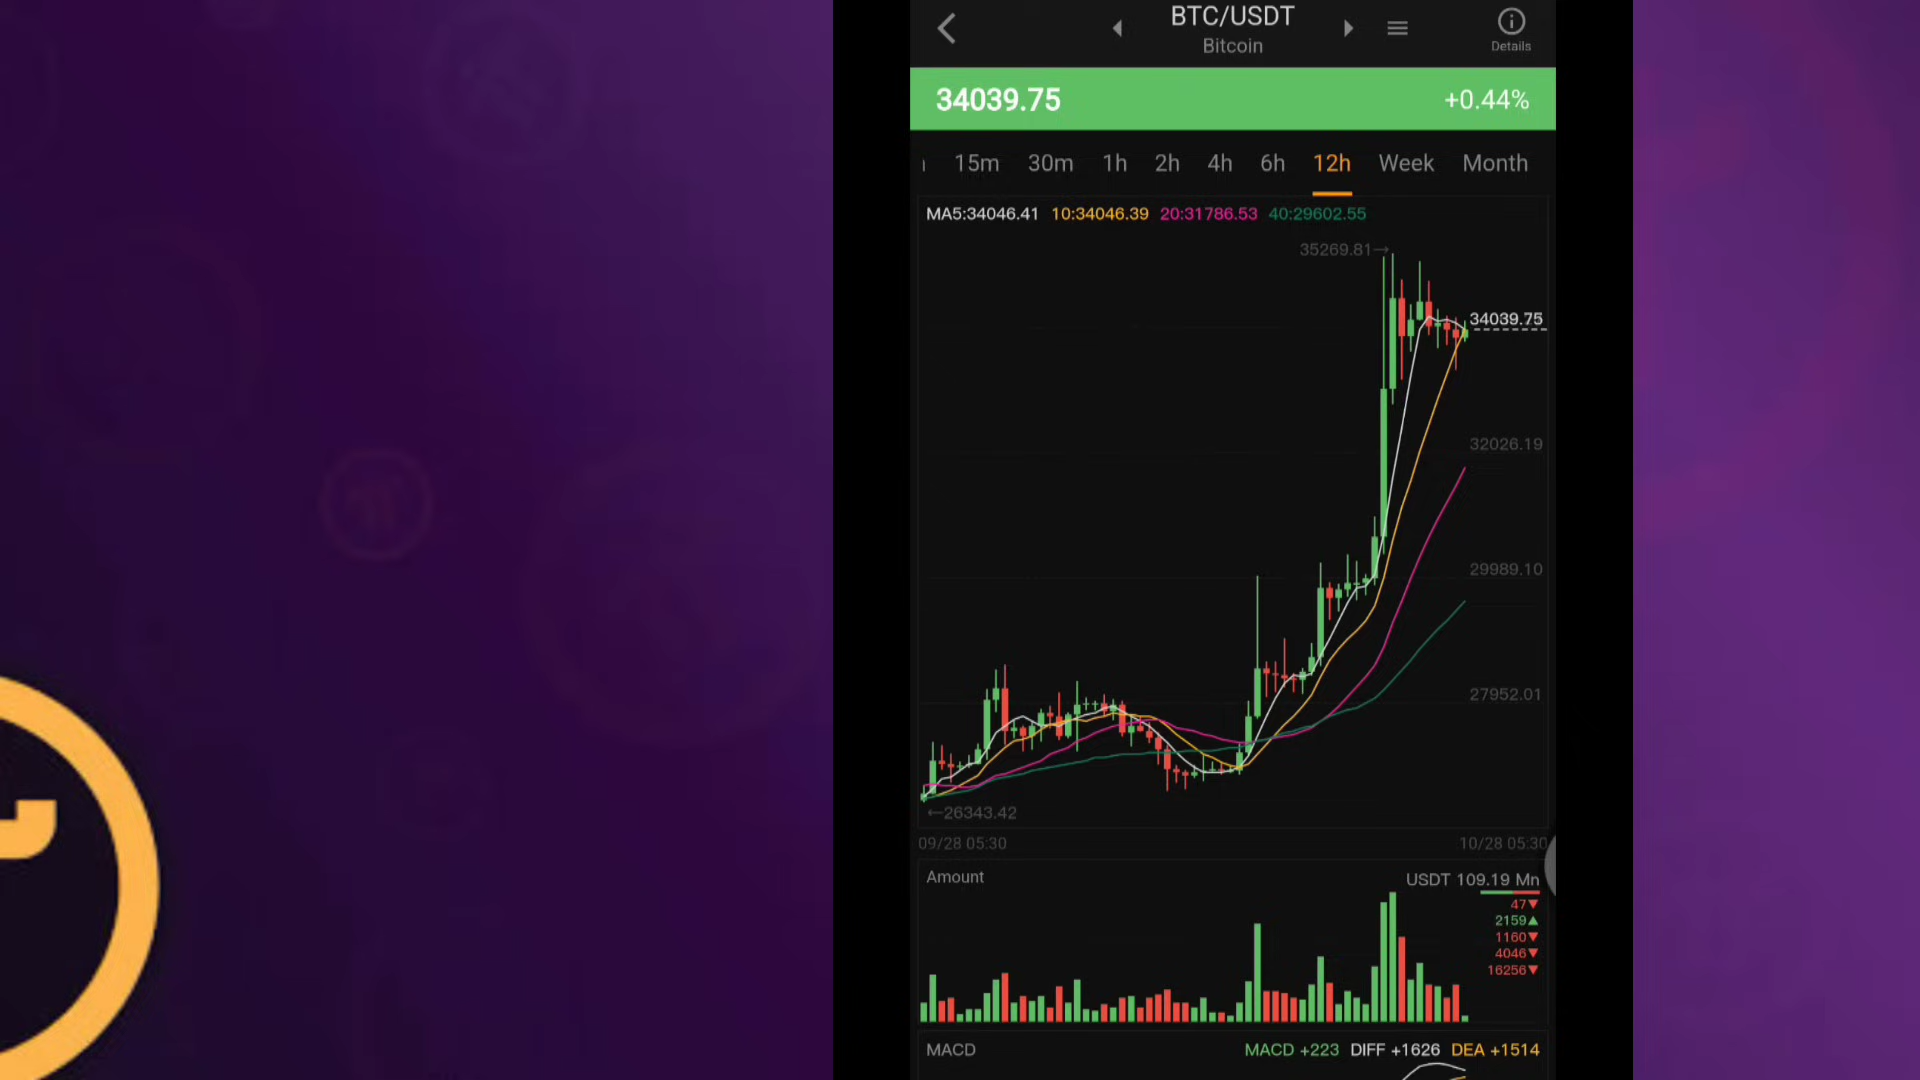 BTC/USDT
Bitcoin
Details
34039.75 +0.44%
15m 30m 1h 2h 4h 6h 12h Week Month
MA5:34046.41 10:34046.39 20:31786.53 40:29602.55
35269.81→
34039.75
32026.19
29989.10
27952.01
←26343.42
09/28 05:30 10/28 05:30
Amount USDT 109.19 Mn
47▼
2159▲
1160▼
4046▼
16256▼
MACD MACD +223 DIFF +1626 DEA +1514